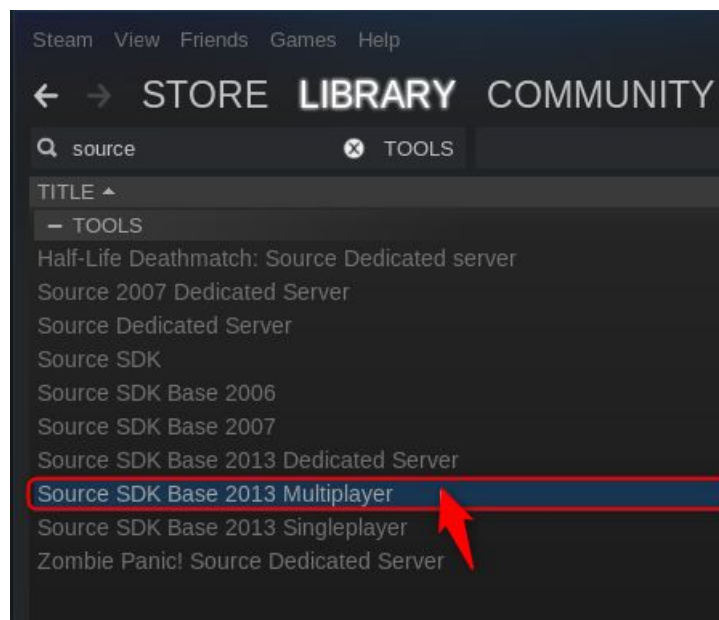 Steam View Friends Games Help
STORE LIBRARY COMMUNITY
source TOOLS
TITLE
– TOOLS
Half-Life Deathmatch: Source Dedicated server
Source 2007 Dedicated Server
Source Dedicated Server
Source SDK
Source SDK Base 2006
Source SDK Base 2007
Source SDK Base 2013 Dedicated Server
Source SDK Base 2013 Multiplayer
Source SDK Base 2013 Singleplayer
Zombie Panic! Source Dedicated Server